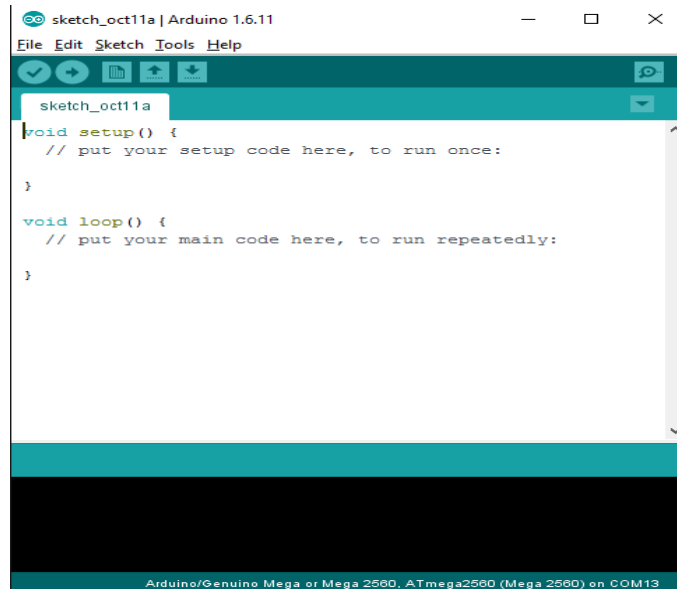 sketch_oct11a | Arduino 1.6.11
File Edit Sketch Tools Help
sketch_oct11a
void setup() {
  // put your setup code here, to run once:
}
void loop() {
  // put your main code here, to run repeatedly:
}
Arduino/Genuino Mega or Mega 2560, ATmega2560 (Mega 2560) on COM13